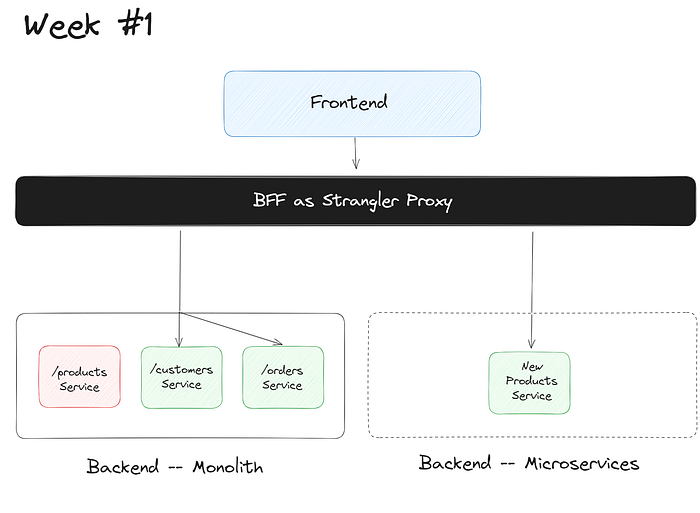 Week #1
Frontend
BFF as Strangler Proxy
/products
Service
/customers
Service
/orders
Service
New
Products
Service
Backend -- Monolith
Backend -- Microservices